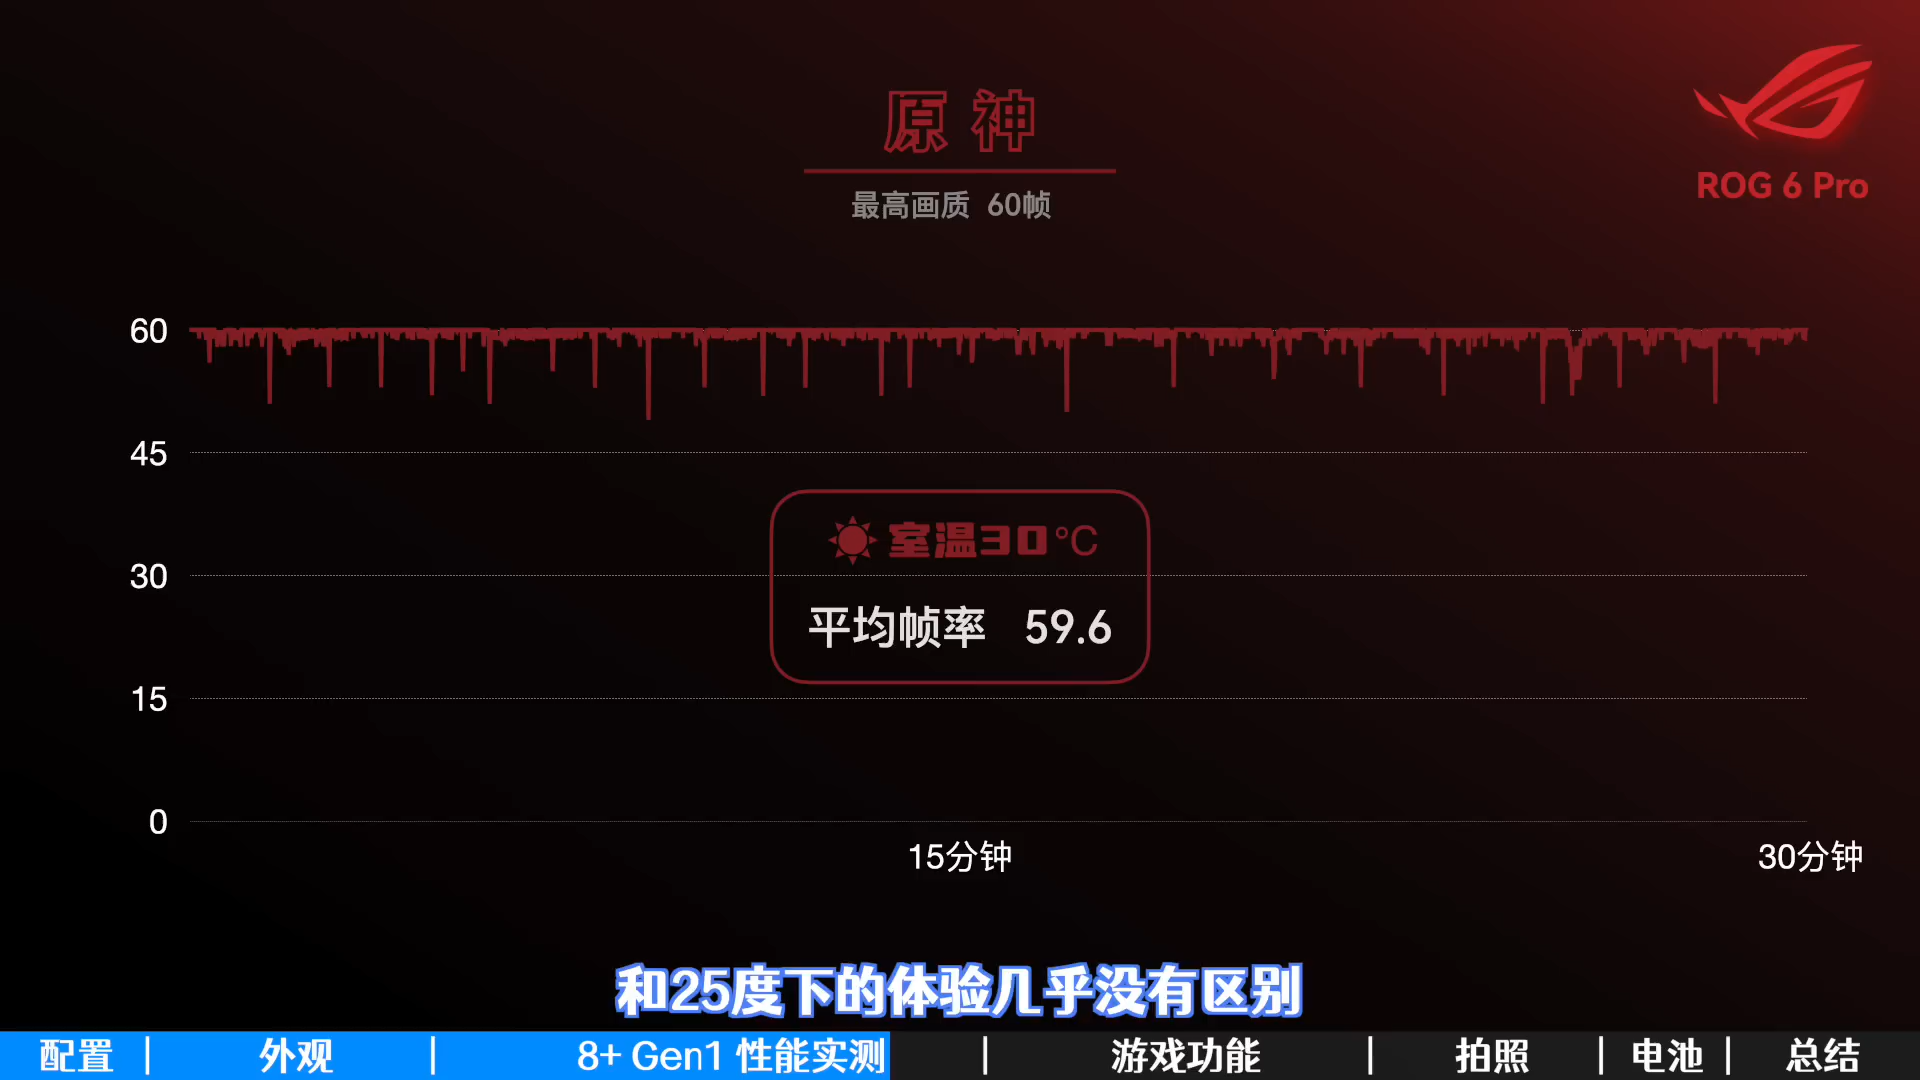 原神
最高画质 60帧
ROG 6 Pro
60
45
30
15
0
室温30°C
平均帧率 59.6
15分钟
30分钟
和25度下的体验几乎没有区别
配置 | 外观 | 8+ Gen1 性能实测 | 游戏功能 | 拍照 | 电池 | 总结